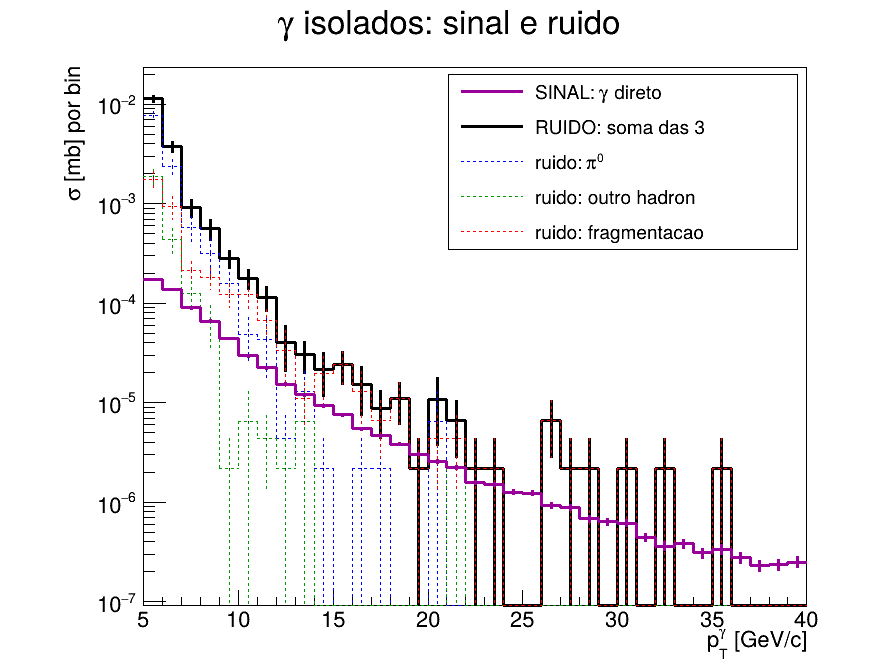 γ isolados: sinal e ruido
σ [mb] por bin
10⁻²
10⁻³
10⁻⁴
10⁻⁵
10⁻⁶
10⁻⁷
SINAL: γ direto
RUIDO: soma das 3
ruido: π⁰
ruido: outro hadron
ruido: fragmentacao
5 10 15 20 25 30 35 40
p_T^γ [GeV/c]